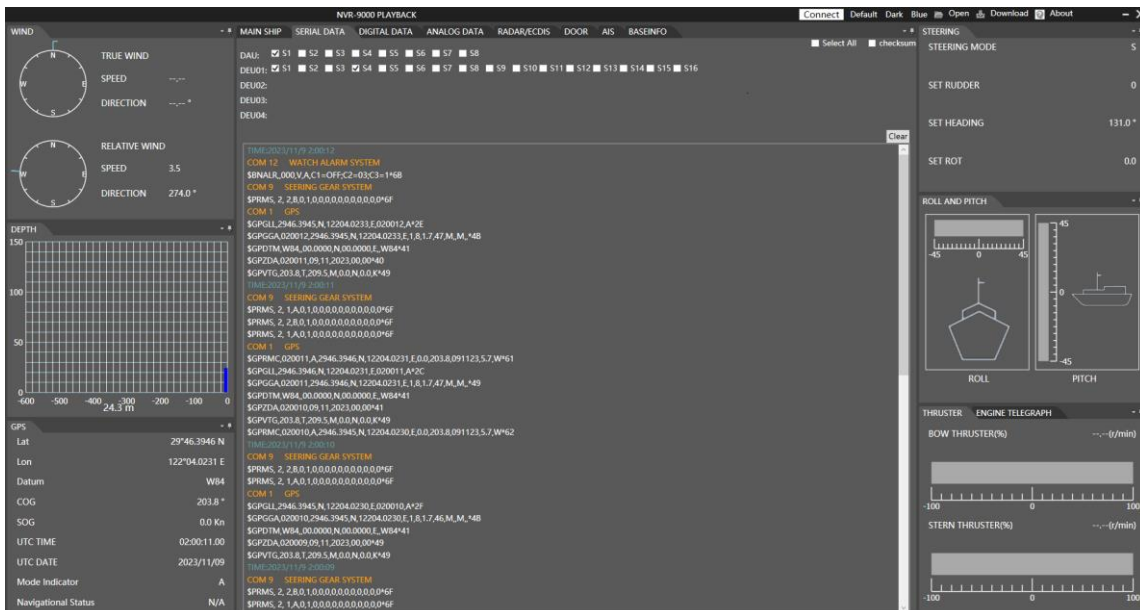 NVR-9000 PLAYBACK
Connect Default Dark Blue Open Download About
WIND
TRUE WIND
SPEED --.--
DIRECTION --.-- °
N
E
S
W
RELATIVE WIND
SPEED 3.5
DIRECTION 274.0 °
N
E
S
W
DEPTH
150
100
50
0
-600 -500 -400 -300 -200 -100 0
24.3 m
GPS
Lat 29°46.3946 N
Lon 122°04.0231 E
Datum W84
COG 203.8 °
SOG 0.0 Kn
UTC TIME 02:00:11.00
UTC DATE 2023/11/09
Mode Indicator A
Navigational Status N/A
MAIN SHIP SERIAL DATA DIGITAL DATA ANALOG DATA RADAR/ECDIS DOOR AIS BASEINFO
Select All checksum
DAU: S1 S2 S3 S4 S5 S6 S7 S8
DEU01: S1 S2 S3 S4 S5 S6 S7 S8 S9 S10 S11 S12 S13 S14 S15 S16
DEU02:
DEU03:
DEU04:
Clear
TIME:2023/11/9 2:00:12
COM 12 WATCH ALARM SYSTEM
$BNALR,,000,V,A,C1=OFF;C2=03;C3=1*6B
COM 9 SEERING GEAR SYSTEM
$PRMS, 2, 2,B,0,1,0,0,0,0,0,0,0,0,0,0*6F
COM 1 GPS
$GPGLL,2946.3945,N,12204.0233,E,020012,A*2E
$GPGGA,020012,2946.3945,N,12204.0233,E,1,8,1.7,47,M,,M,,*4B
$GPDTM,W84,,00.0000,N,00.0000,E,,W84*41
$GPZDA,020011,09,11,2023,00,00*40
$GPVTG,203.8,T,209.5,M,0.0,N,0.0,K*49
TIME:2023/11/9 2:00:11
COM 9 SEERING GEAR SYSTEM
$PRMS, 2, 1,A,0,1,0,0,0,0,0,0,0,0,0,0*6F
$PRMS, 2, 2,B,0,1,0,0,0,0,0,0,0,0,0,0*6F
$PRMS, 2, 1,A,0,1,0,0,0,0,0,0,0,0,0,0*6F
COM 1 GPS
$GPRMC,020011,A,2946.3946,N,12204.0231,E,0.0,203.8,091123,5.7,W*61
$GPGLL,2946.3946,N,12204.0231,E,020011,A*2C
$GPGGA,020011,2946.3946,N,12204.0231,E,1,8,1.7,47,M,,M,,*49
$GPDTM,W84,,00.0000,N,00.0000,E,,W84*41
$GPZDA,020010,09,11,2023,00,00*41
$GPVTG,203.8,T,209.5,M,0.0,N,0.0,K*49
$GPRMC,020010,A,2946.3945,N,12204.0230,E,0.0,203.8,091123,5.7,W*62
TIME:2023/11/9 2:00:10
COM 9 SEERING GEAR SYSTEM
$PRMS, 2, 2,B,0,1,0,0,0,0,0,0,0,0,0,0*6F
$PRMS, 2, 1,A,0,1,0,0,0,0,0,0,0,0,0,0*6F
COM 1 GPS
$GPGLL,2946.3945,N,12204.0230,E,020010,A*2F
$GPGGA,020010,2946.3945,N,12204.0230,E,1,8,1.7,46,M,,M,,*4B
$GPDTM,W84,,00.0000,N,00.0000,E,,W84*41
$GPZDA,020009,09,11,2023,00,00*49
$GPVTG,203.8,T,209.5,M,0.0,N,0.0,K*49
TIME:2023/11/9 2:00:09
COM 9 SEERING GEAR SYSTEM
$PRMS, 2, 2,B,0,1,0,0,0,0,0,0,0,0,0,0*6F
$PRMS, 2, 1,A,0,1,0,0,0,0,0,0,0,0,0,0*6F
STEERING
STEERING MODE S
SET RUDDER 0
SET HEADING 131.0 °
SET ROT 0.0
ROLL AND PITCH
-45 0 45
ROLL
45
0
-45
PITCH
THRUSTER ENGINE TELEGRAPH
BOW THRUSTER(%) --.--(r/min)
-100 0 100
STERN THRUSTER(%) --.--(r/min)
-100 0 100